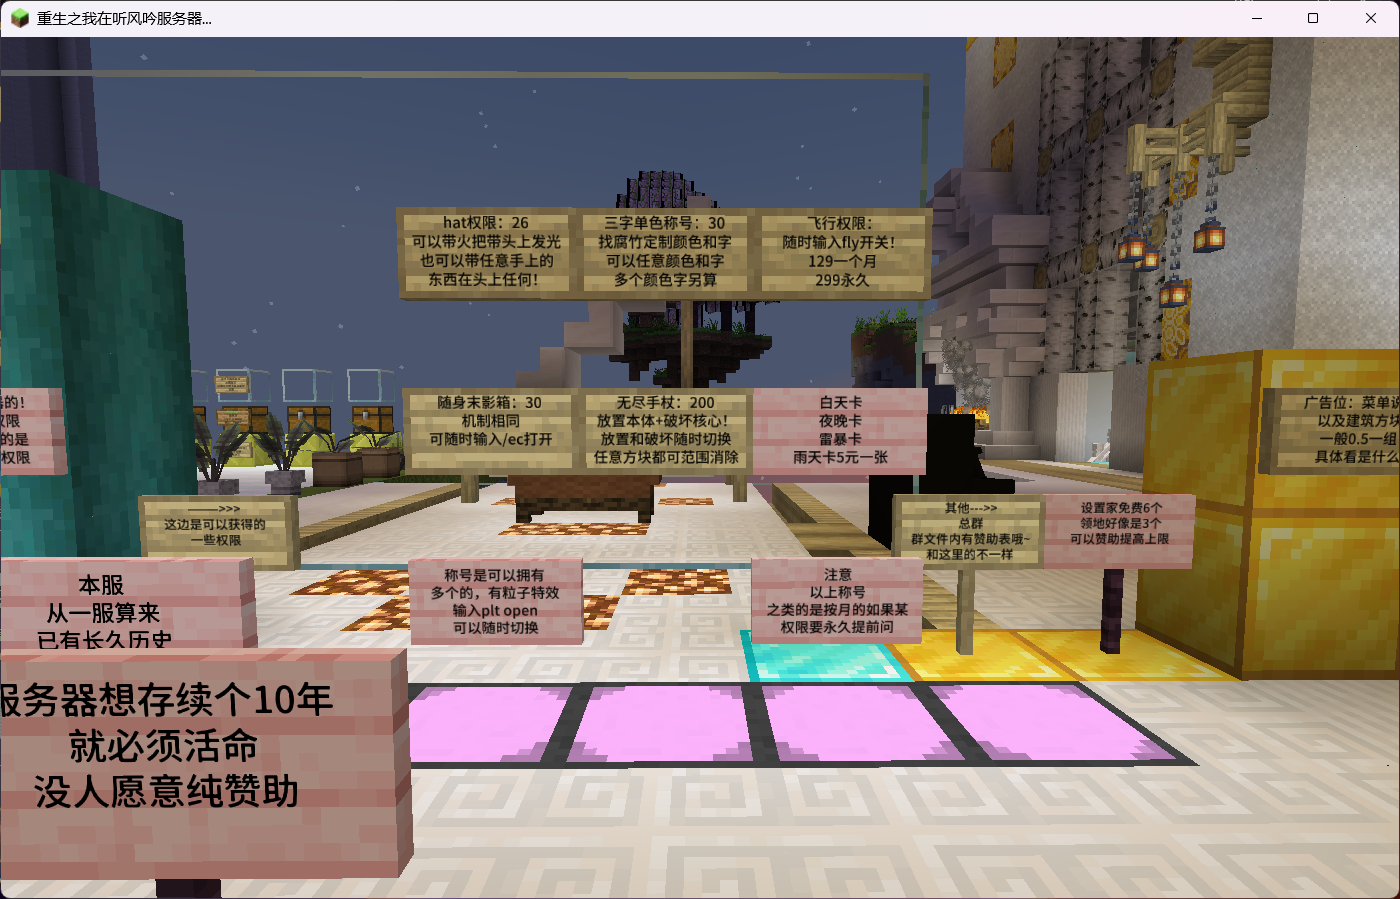 重生之我在听风吟服务器...
hat权限：26
可以带火把带头上发光
也可以带任意手上的
东西在头上任何！
三字单色称号：30
找腐竹定制颜色和字
可以任意颜色和字
多个颜色字另算
飞行权限：
随时输入fly开关！
129一个月
299永久
的！
权限
的是
权限
随身末影箱：30
机制相同
可随时输入/ec打开
无尽手杖：200
放置本体+破坏核心！
放置和破坏随时切换
任意方块都可范围消除
白天卡
夜晚卡
雷暴卡
雨天卡5元一张
广告位：菜单说
以及建筑方块
一般0.5一组
具体看是什么
———>>>
这边是可以获得的
一些权限
其他--->>
总群
群文件内有赞助表哦~
和这里的不一样
设置家免费6个
领地好像是3个
可以赞助提高上限
本服
从一服算来
已有长久历史
称号是可以拥有
多个的，有粒子特效
输入plt open
可以随时切换
注意
以上称号
之类的是按月的如果某
权限要永久提前问
服务器想存续个10年
就必须活命
没人愿意纯赞助